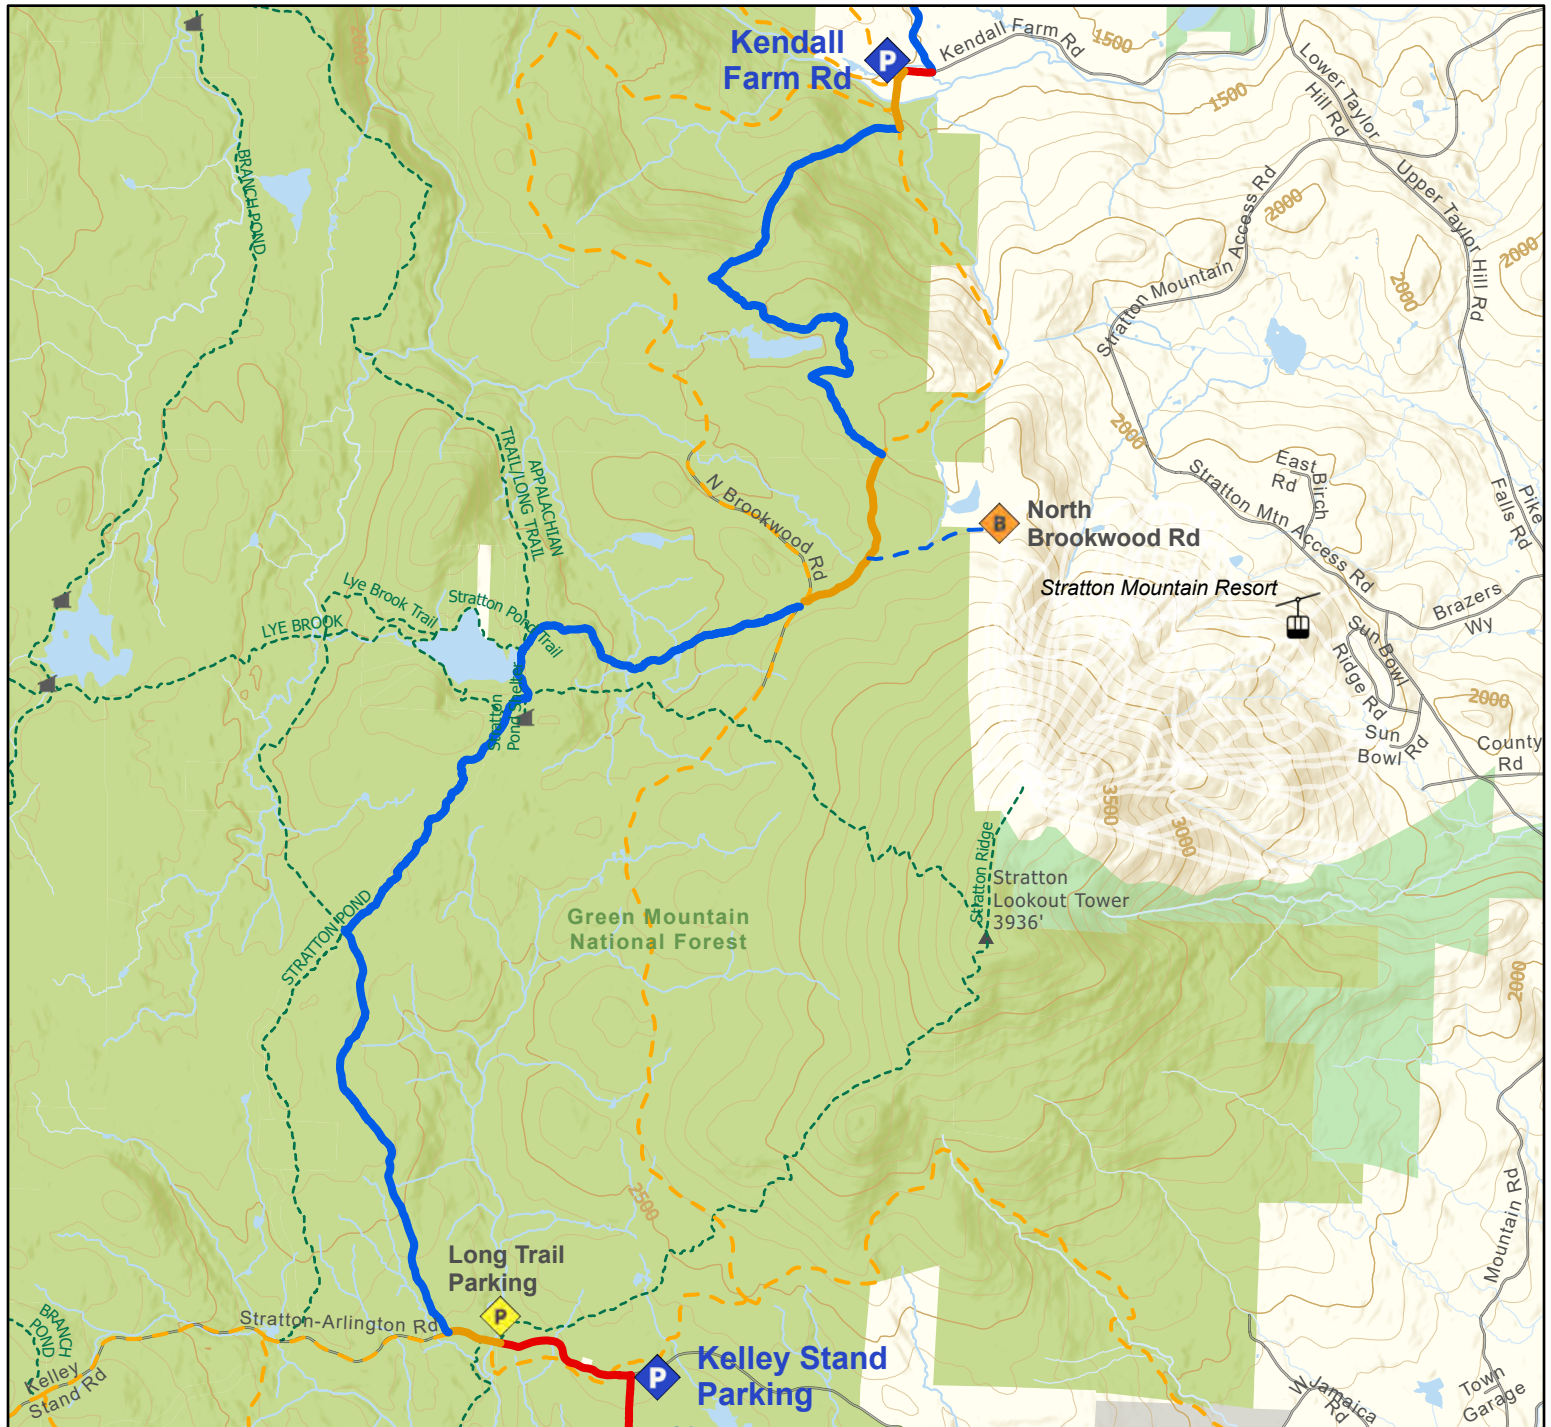 Kendall
Farm Rd
P
Kendall Farm Rd
1500
1500
2000
Lower Taylor
Hill Rd
BRANCH POND
Upper Taylor Hill Rd
Stratton Mountain Access Rd
2000
2000
2000
2000
APPALACHIAN
TRAIL/LONG TRAIL
N Brookwood Rd
Stratton Mtn Access Rd
East
Rd
Birch
Pike
Falls Rd
B
North
Brookwood Rd
Stratton Mountain Resort
Lye Brook Trail
Stratton Pond Trail
LYE BROOK
Brazers
Wy
Sun Bowl
Ridge Rd
Sun
Bowl Rd
2000
County
Rd
Stratton
Pond Shelter
3500
3000
Stratton Ridge
Stratton
Lookout Tower
3936'
STRATTON POND
Green Mountain
National Forest
2000
2500
Mountain Rd
Long Trail
Parking
P
Stratton-Arlington Rd
BRANCH
POND
Kelley
Stand Rd
P
Kelley Stand
Parking
W Jamaica
Rd
Town
Garage